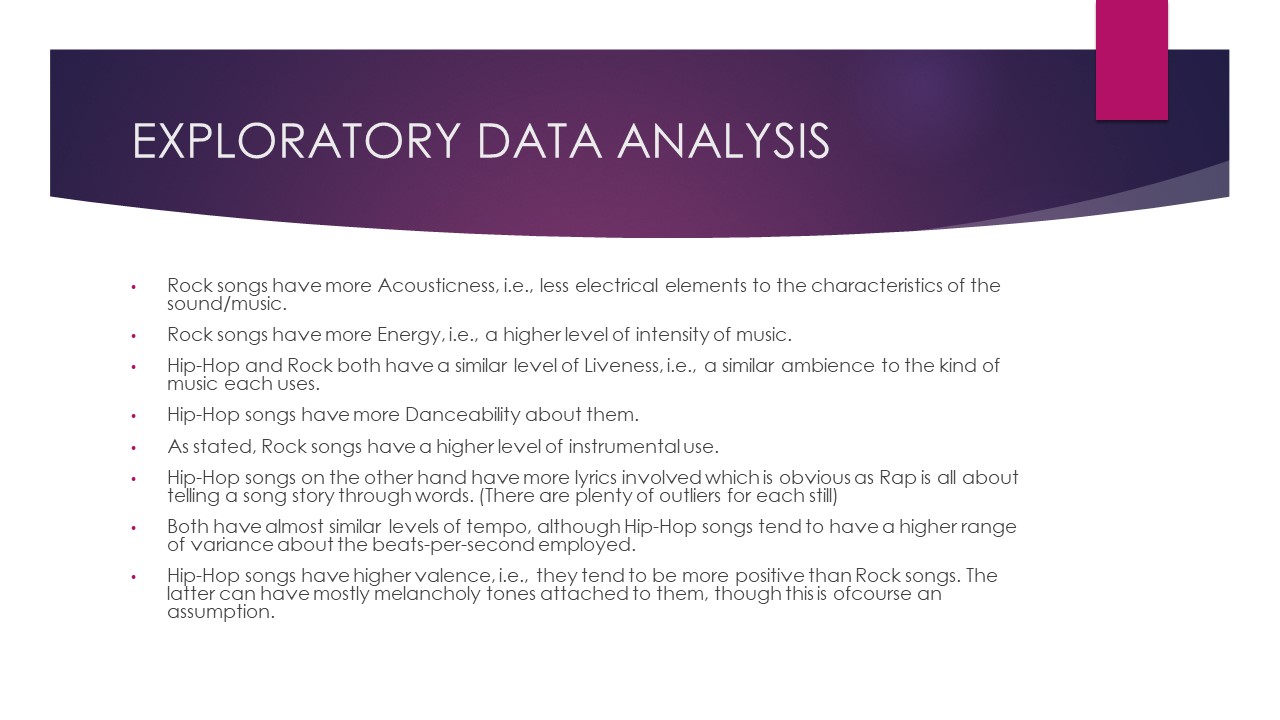 EXPLORATORY DATA ANALYSIS
• Rock songs have more Acousticness, i.e., less electrical elements to the characteristics of the
sound/music.
• Rock songs have more Energy, i.e., a higher level of intensity of music.
• Hip-Hop and Rock both have a similar level of Liveness, i.e., a similar ambience to the kind of
music each uses.
• Hip-Hop songs have more Danceability about them.
• As stated, Rock songs have a higher level of instrumental use.
• Hip-Hop songs on the other hand have more lyrics involved which is obvious as Rap is all about
telling a song story through words. (There are plenty of outliers for each still)
• Both have almost similar levels of tempo, although Hip-Hop songs tend to have a higher range
of variance about the beats-per-second employed.
• Hip-Hop songs have higher valence, i.e., they tend to be more positive than Rock songs. The
latter can have mostly melancholy tones attached to them, though this is ofcourse an
assumption.